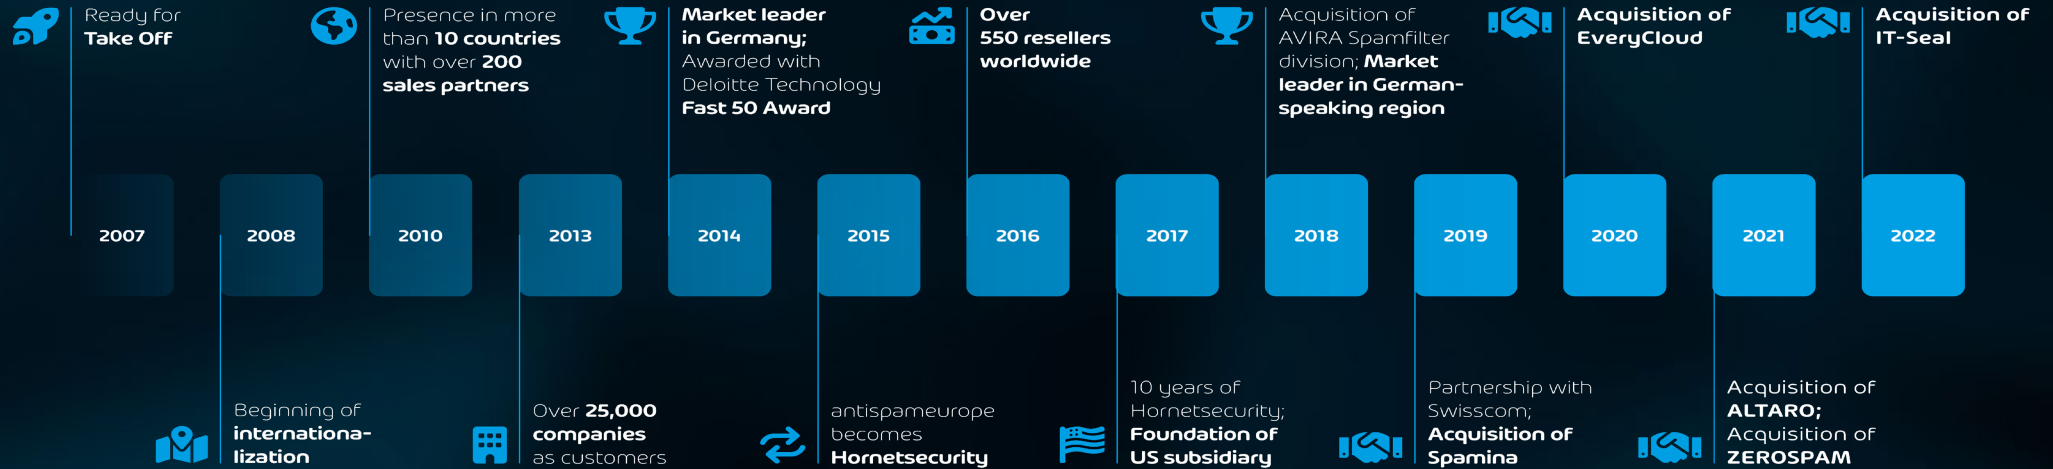 Ready for
Take Off
Presence in more
than 10 countries
with over 200
sales partners
Market leader
in Germany;
Awarded with
Deloitte Technology
Fast 50 Award
Over
550 resellers
worldwide
Acquisition of
AVIRA Spamfilter
division; Market
leader in German-
speaking region
Acquisition of
EveryCloud
Acquisition of
IT-Seal
2007
2008
2010
2013
2014
2015
2016
2017
2018
2019
2020
2021
2022
Beginning of
internationa-
lization
Over 25,000
companies
as customers
antispameurope
becomes
Hornetsecurity
10 years of
Hornetsecurity;
Foundation of
US subsidiary
Partnership with
Swisscom;
Acquisition of
Spamina
Acquisition of
ALTARO;
Acquisition of
ZEROSPAM